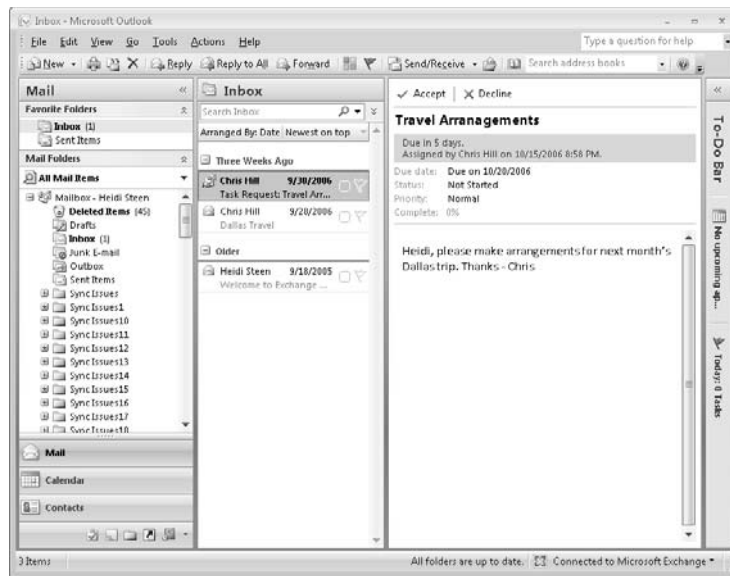 Inbox - Microsoft Outlook
File Edit View Go Tools Actions Help
Type a question for help
New Reply Reply to All Forward Send/Receive Search address books
Mail
Favorite Folders
Inbox (1)
Sent Items
Mail Folders
All Mail Items
Mailbox - Heidi Steen
Deleted Items (45)
Drafts
Inbox (1)
Junk E-mail
Outbox
Sent Items
Sync Issues
Sync Issues1
Sync Issues10
Sync Issues11
Sync Issues12
Sync Issues13
Sync Issues14
Sync Issues15
Sync Issues16
Sync Issues17
Sync Issues18
Mail
Calendar
Contacts
Inbox
Search Inbox
Arranged By: Date Newest on top
Three Weeks Ago
Chris Hill 9/30/2006
Task Request: Travel Arr...
Chris Hill 9/28/2006
Dallas Travel
Older
Heidi Steen 9/18/2005
Welcome to Exchange ...
Accept Decline
Travel Arranagements
Due in 5 days.
Assigned by Chris Hill on 10/15/2006 8:58 PM.
Due date: Due on 10/20/2006
Status: Not Started
Priority: Normal
Complete: 0%
Heidi, please make arrangements for next month's
Dallas trip. Thanks - Chris
To-Do Bar
No upcoming ap...
Today: 0 Tasks
3 Items
All folders are up to date. Connected to Microsoft Exchange